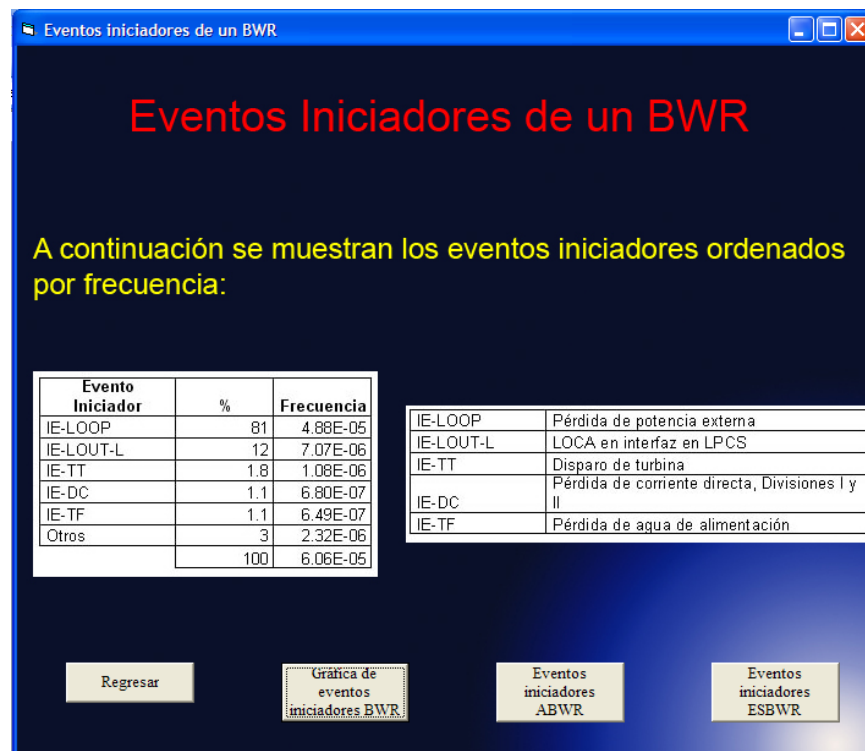 Eventos iniciadores de un BWR
Eventos Iniciadores de un BWR
A continuación se muestran los eventos iniciadores ordenados
por frecuencia:
Evento
Iniciador % Frecuencia
IE-LOOP 81 4.88E-05
IE-LOUT-L 12 7.07E-06
IE-TT 1.8 1.08E-06
IE-DC 1.1 6.80E-07
IE-TF 1.1 6.49E-07
Otros 3 2.32E-06
100 6.06E-05
IE-LOOP Pérdida de potencia externa
IE-LOUT-L LOCA en interfaz en LPCS
IE-TT Disparo de turbina
Pérdida de corriente directa, Divisiones I y
IE-DC II
IE-TF Pérdida de agua de alimentación
Regresar
Gráfica de
eventos
iniciadores BWR
Eventos
iniciadores
ABWR
Eventos
iniciadores
ESBWR